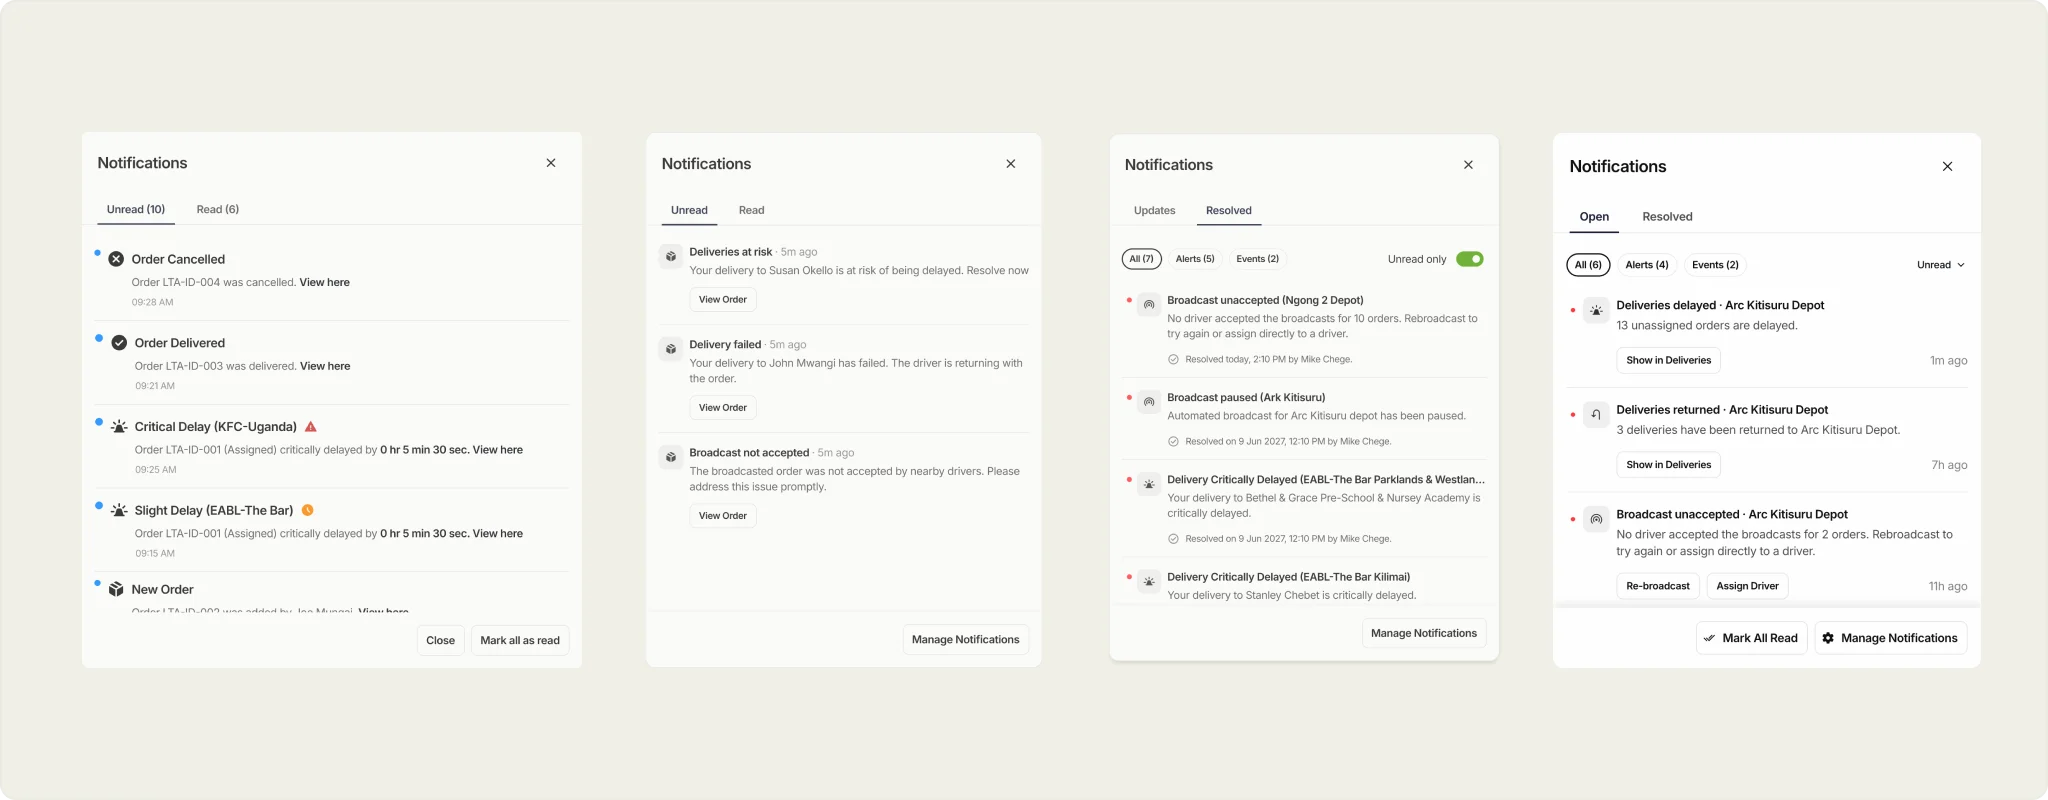 Notifications
Unread (10)
Read (6)
Order Cancelled
Order LTA-ID-004 was cancelled. View here
09:28 AM
Order Delivered
Order LTA-ID-003 was delivered. View here
09:21 AM
Critical Delay (KFC-Uganda)
Order LTA-ID-001 (Assigned) critically delayed by 0 hr 5 min 30 sec. View here
09:25 AM
Slight Delay (EABL-The Bar)
Order LTA-ID-001 (Assigned) critically delayed by 0 hr 5 min 30 sec. View here
09:15 AM
New Order
Order LTA-ID-002 was added by Joe Mungai. View here
Close
Mark all as read
Notifications
Unread
Read
Deliveries at risk · 5m ago
Your delivery to Susan Okello is at risk of being delayed. Resolve now
View Order
Delivery failed · 5m ago
Your delivery to John Mwangi has failed. The driver is returning with
the order.
View Order
Broadcast not accepted · 5m ago
The broadcasted order was not accepted by nearby drivers. Please
address this issue promptly.
View Order
Manage Notifications
Notifications
Updates
Resolved
All (7)
Alerts (5)
Events (2)
Unread only
Broadcast unaccepted (Ngong 2 Depot)
No driver accepted the broadcasts for 10 orders. Rebroadcast to
try again or assign directly to a driver.
Resolved today, 2:10 PM by Mike Chege.
Broadcast paused (Ark Kitisuru)
Automated broadcast for Arc Kitisuru depot has been paused.
Resolved on 9 Jun 2027, 12:10 PM by Mike Chege.
Delivery Critically Delayed (EABL-The Bar Parklands & Westlan...
Your delivery to Bethel & Grace Pre-School & Nursey Academy is
critically delayed.
Resolved on 9 Jun 2027, 12:10 PM by Mike Chege.
Delivery Critically Delayed (EABL-The Bar Kilimai)
Your delivery to Stanley Chebet is critically delayed.
Manage Notifications
Notifications
Open
Resolved
All (6)
Alerts (4)
Events (2)
Unread
Deliveries delayed · Arc Kitisuru Depot
13 unassigned orders are delayed.
Show in Deliveries
1m ago
Deliveries returned · Arc Kitisuru Depot
3 deliveries have been returned to Arc Kitisuru Depot.
Show in Deliveries
7h ago
Broadcast unaccepted · Arc Kitisuru Depot
No driver accepted the broadcasts for 2 orders. Rebroadcast to
try again or assign directly to a driver.
Re-broadcast
Assign Driver
11h ago
Mark All Read
Manage Notifications